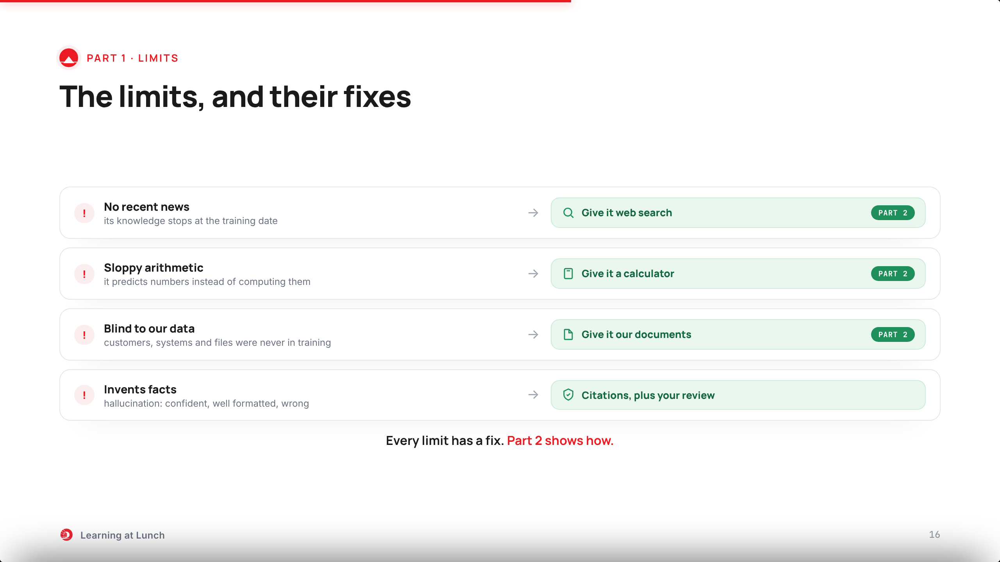 PART 1 · LIMITS
The limits, and their fixes
! No recent news
its knowledge stops at the training date
→ Give it web search PART 2
! Sloppy arithmetic
it predicts numbers instead of computing them
→ Give it a calculator PART 2
! Blind to our data
customers, systems and files were never in training
→ Give it our documents PART 2
! Invents facts
hallucination: confident, well formatted, wrong
→ Citations, plus your review
Every limit has a fix. Part 2 shows how.
Learning at Lunch
16